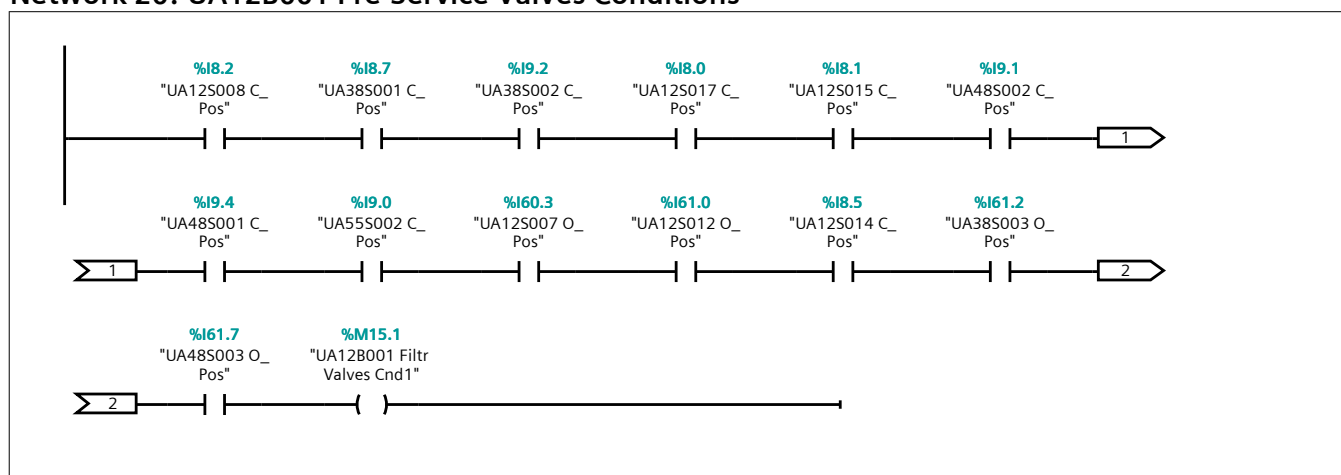 Network 20: UA12B001 Pre-Service Valves Conditions
%I8.2 %I8.7 %I9.2 %I8.0 %I8.1 %I9.1
"UA12S008 C_ "UA38S001 C_ "UA38S002 C_ "UA12S017 C_ "UA12S015 C_ "UA48S002 C_
Pos" Pos" Pos" Pos" Pos" Pos"
1
%I9.4 %I9.0 %I60.3 %I61.0 %I8.5 %I61.2
"UA48S001 C_ "UA55S002 C_ "UA12S007 O_ "UA12S012 O_ "UA12S014 C_ "UA38S003 O_
Pos" Pos" Pos" Pos" Pos" Pos"
1 2
%I61.7 %M15.1
"UA48S003 O_ "UA12B001 Filtr
Pos" Valves Cnd1"
2